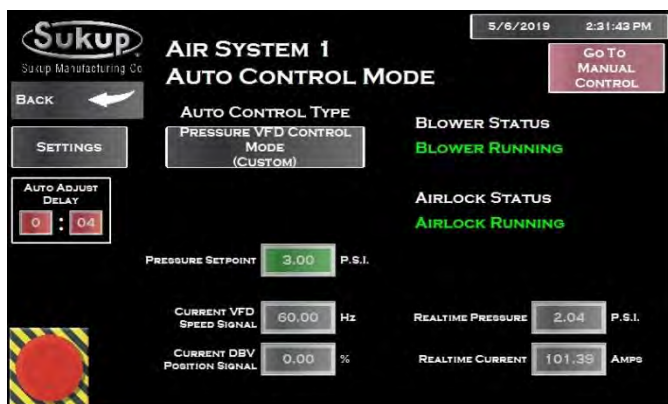 Sukup
Sukup Manufacturing Co
5/6/2019 2:31:43 PM
AIR SYSTEM 1
AUTO CONTROL MODE
GO TO
MANUAL
CONTROL
BACK
SETTINGS
AUTO ADJUST
DELAY
0 : 04
AUTO CONTROL TYPE
PRESSURE VFD CONTROL
MODE
(CUSTOM)
BLOWER STATUS
BLOWER RUNNING
AIRLOCK STATUS
AIRLOCK RUNNING
PRESSURE SETPOINT 3.00 P.S.I.
CURRENT VFD
SPEED SIGNAL 60.00 HZ
CURRENT DBV
POSITION SIGNAL 0.00 %
REALTIME PRESSURE 2.04 P.S.I.
REALTIME CURRENT 101.39 AMPS